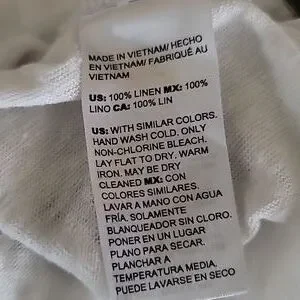 MADE IN VIETNAM/ HECHO
EN VIETNAM/ FABRIQUÉ AU
VIETNAM
US: 100% LINEN MX: 100%
LINO CA: 100% LIN
US: WITH SIMILAR COLORS.
HAND WASH COLD. ONLY
NON-CHLORINE BLEACH.
LAY FLAT TO DRY. WARM
IRON. MAY BE DRY
CLEANED MX: CON
COLORES SIMILARES.
LAVAR A MANO CON AGUA
FRÍA. SOLAMENTE
BLANQUEADOR SIN CLORO.
PONER EN UN LUGAR
PLANO PARA SECAR.
PLANCHAR A
TEMPERATURA MEDIA.
PUEDE LAVARSE EN SECO